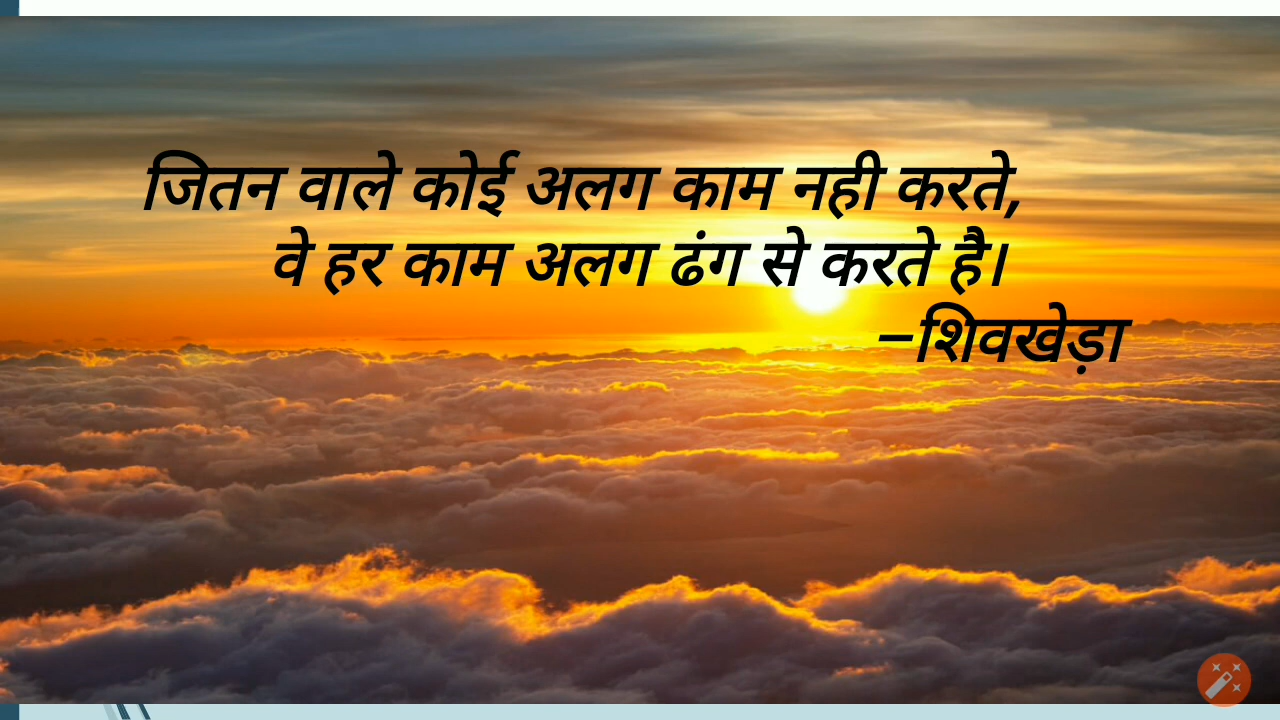 जितन वाले कोई अलग काम नही करते,
वे हर काम अलग ढंग से करते है।
–शिवखेड़ा